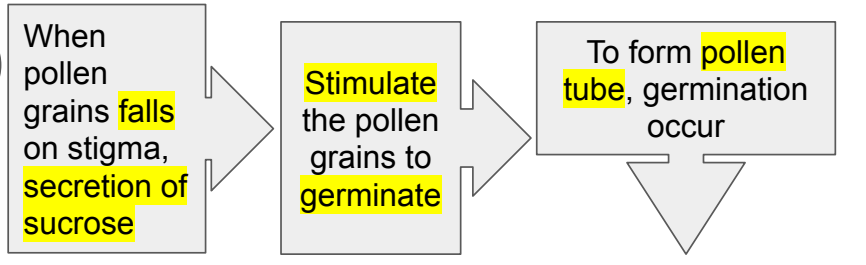 When
pollen
grains falls
on stigma,
secretion of
sucrose
Stimulate
the pollen
grains to
germinate
To form pollen
tube, germination
occur